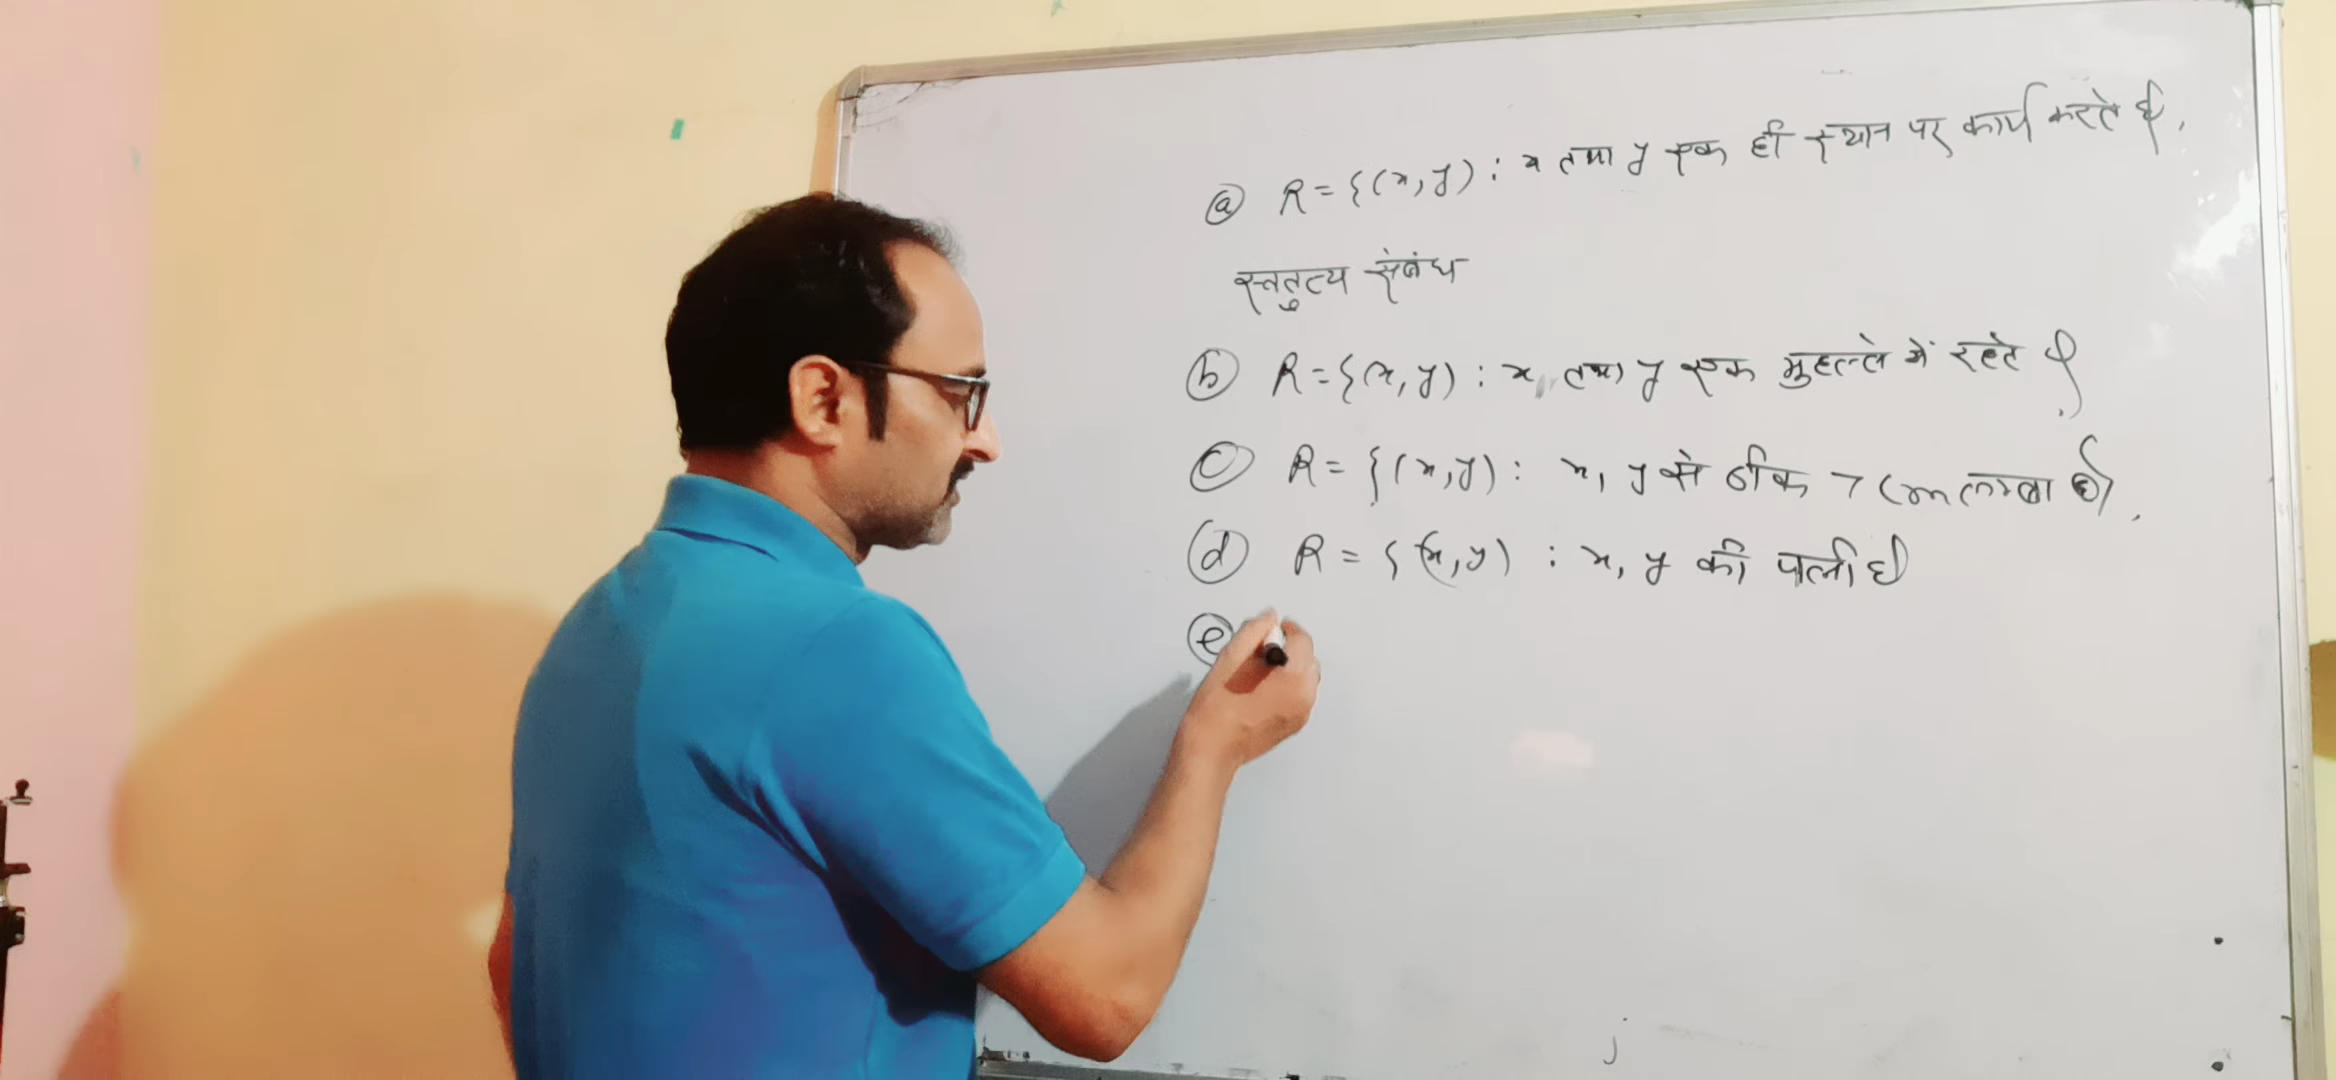 ⓐ R = {(x, y) : x तथा y एक ही स्थान पर कार्य करते हैं,
संबंध
ⓑ R = {(x, y) : x, तथा y एक मुहल्ले में रहते हैं
ⓒ R = {(x, y) : x, y से ठीक 7 cm लम्बा है,
ⓓ R = {(x, y) : x, y की पत्नी है
ⓔ